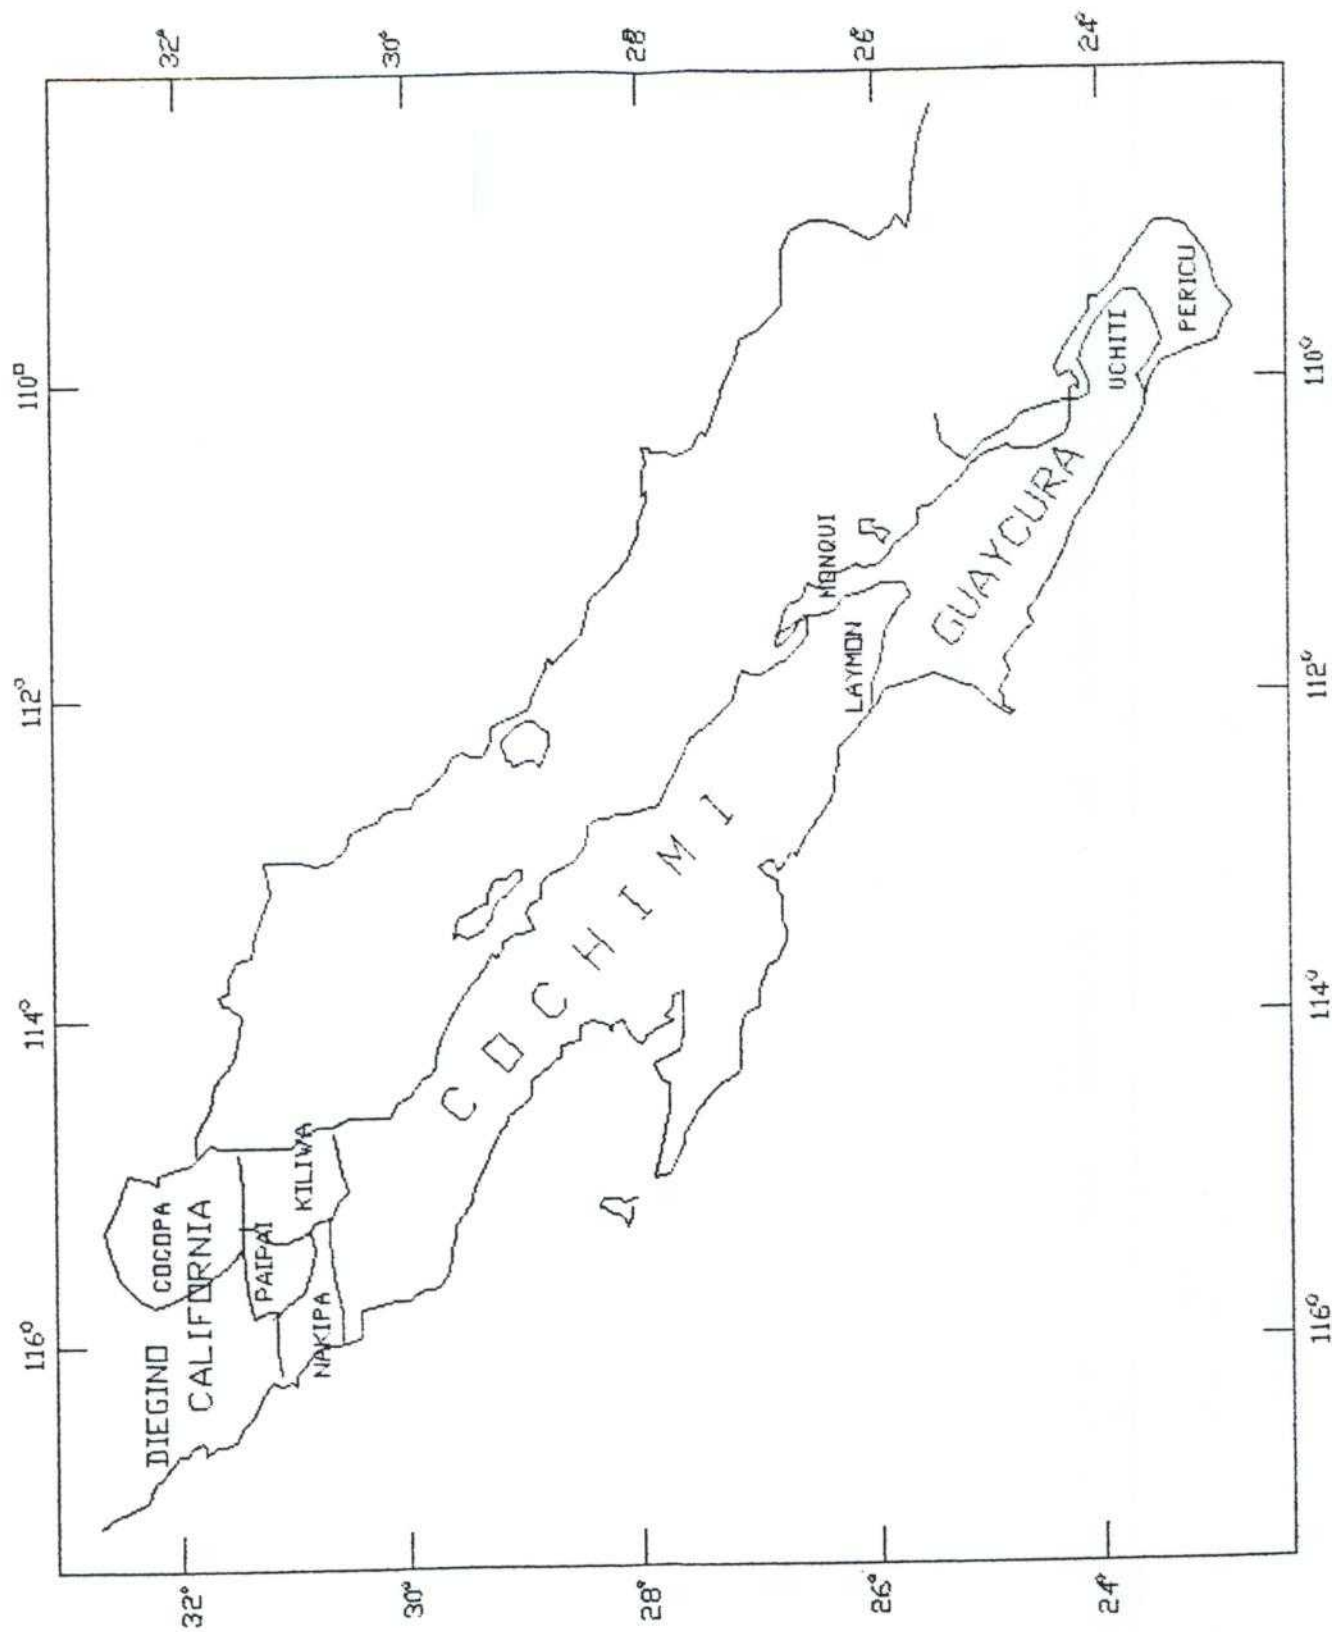 116° 114° 112° 110°
32° 32°
DIEGINO COCOPA
CALIFORNIA
PAIPAI
KILIWA
NAKIPA
30° 30°
COCHIMI
28° 28°
MONQUI
LAYMON
26° 26°
GUAYCURA
UCHITI
24° 24°
PERICU
116° 114° 112° 110°